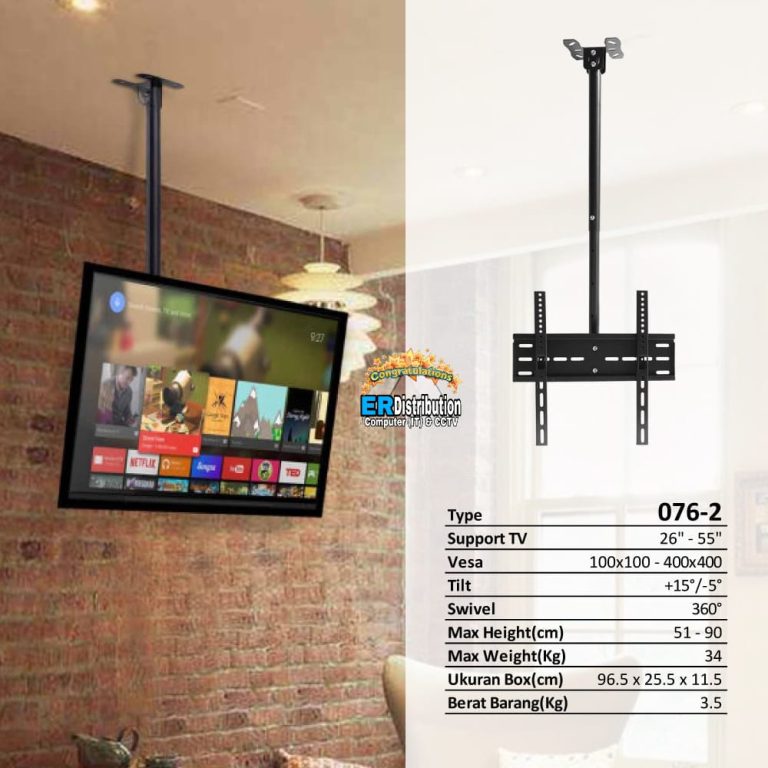 9:27
NETFLIX
TED
Congratulations
ERDistribution
Computer (IT) & CCTV
Type 076-2
Support TV 26" - 55"
Vesa 100x100 - 400x400
Tilt +15°/-5°
Swivel 360°
Max Height(cm) 51 - 90
Max Weight(Kg) 34
Ukuran Box(cm) 96.5 x 25.5 x 11.5
Berat Barang(Kg) 3.5